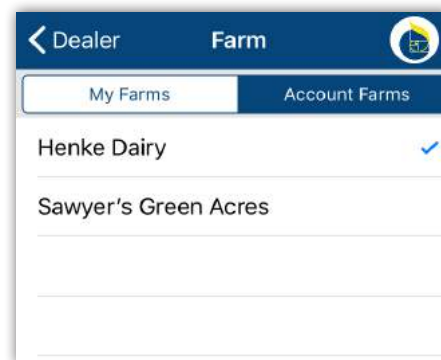 Dealer Farm
My Farms Account Farms
Henke Dairy
Sawyer's Green Acres